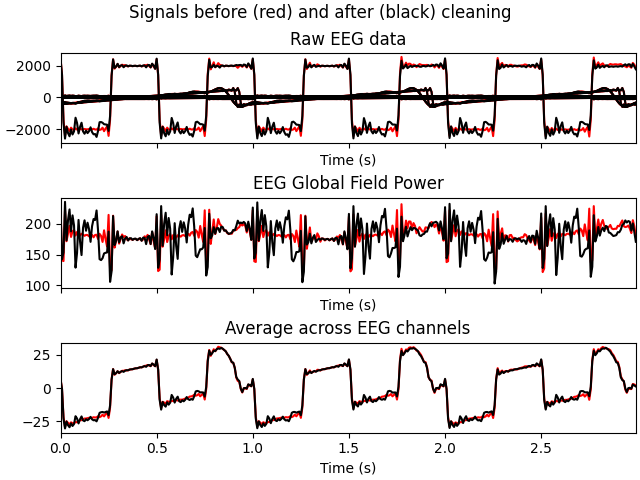 Signals before (red) and after (black) cleaning
Raw EEG data
2000
0
−2000
Time (s)
EEG Global Field Power
200
150
100
Time (s)
Average across EEG channels
25
0
−25
0.0 0.5 1.0 1.5 2.0 2.5
Time (s)